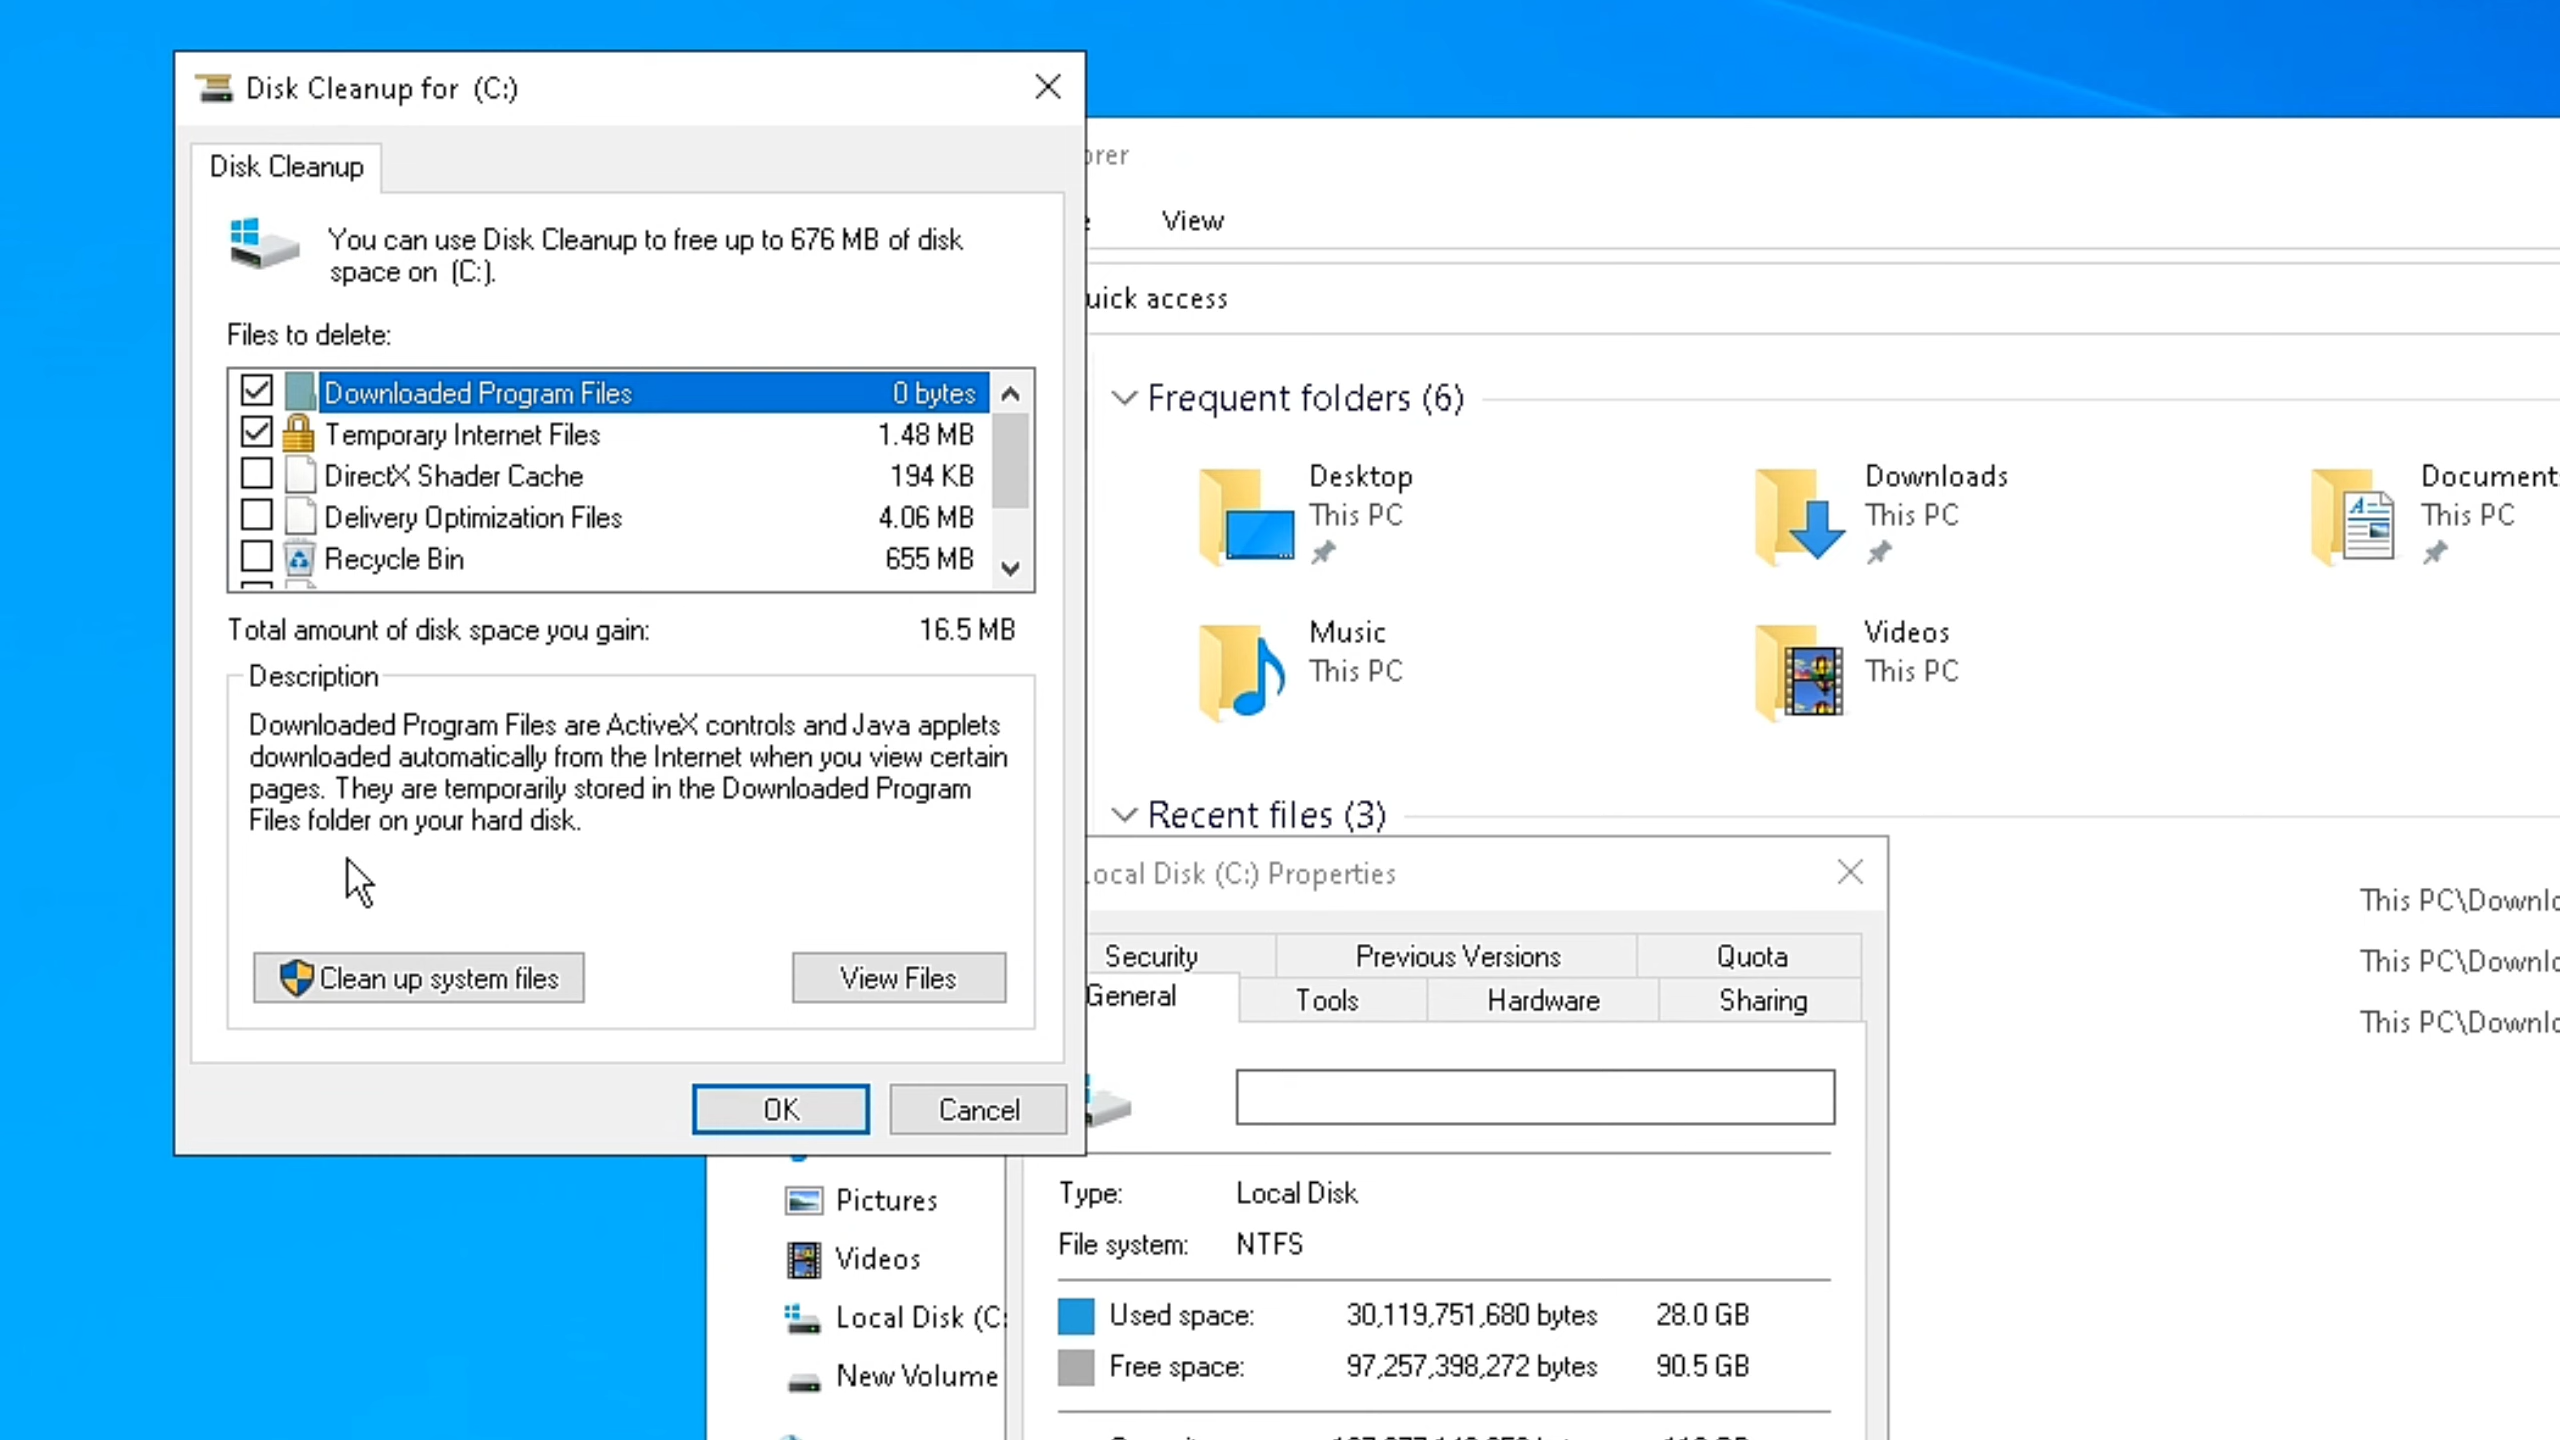 Disk Cleanup for (C:)
Disk Cleanup
You can use Disk Cleanup to free up to 676 MB of disk
space on (C:).
Files to delete:
Downloaded Program Files 0 bytes
Temporary Internet Files 1.48 MB
DirectX Shader Cache 194 KB
Delivery Optimization Files 4.06 MB
Recycle Bin 655 MB
Total amount of disk space you gain: 16.5 MB
Description
Downloaded Program Files are ActiveX controls and Java applets
downloaded automatically from the Internet when you view certain
pages. They are temporarily stored in the Downloaded Program
Files folder on your hard disk.
Clean up system files
View Files
OK
Cancel
orer
View
uick access
Frequent folders (6)
Desktop
This PC
Downloads
This PC
Document
This PC
Music
This PC
Videos
This PC
Recent files (3)
This PC\Downlo
This PC\Downlo
This PC\Downlo
ocal Disk (C:) Properties
Security Previous Versions Quota
General Tools Hardware Sharing
Type: Local Disk
File system: NTFS
Used space: 30,119,751,680 bytes 28.0 GB
Free space: 97,257,398,272 bytes 90.5 GB
Pictures
Videos
Local Disk (C:
New Volume